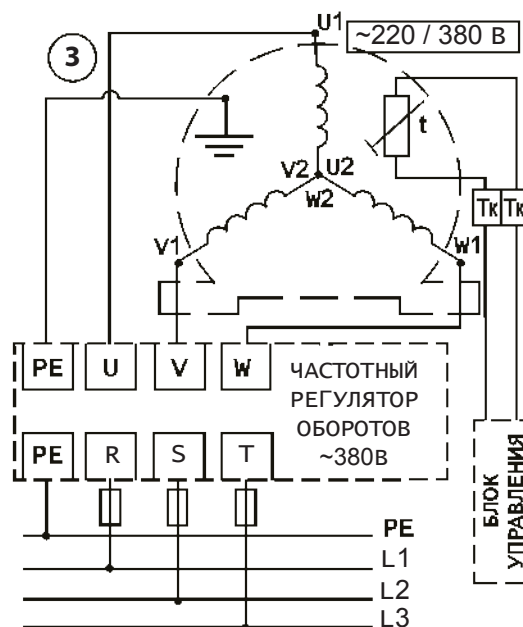 U1
~220 / 380 В
3
t
V2 U2
W2
Тк Тк
V1
W1
PE U V W
ЧАСТОТНЫЙ
РЕГУЛЯТОР
ОБОРОТОВ
~380В
PE R S T
БЛОК
УПРАВЛЕНИЯ
PE
L1
L2
L3